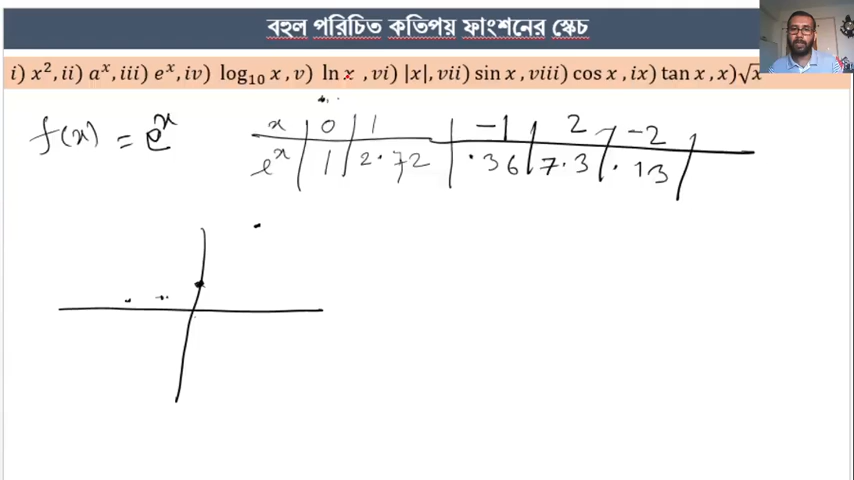 বহুল পরিচিত কতিপয় ফাংশনের স্কেচ
i) x², ii) aˣ, iii) eˣ, iv) log₁₀ x, v) ln x, vi) |x|, vii) sin x, viii) cos x, ix) tan x, x)√x
f(x) = eˣ
x 0 1 -1 2 -2
eˣ 1 2.72 .36 7.3 .13